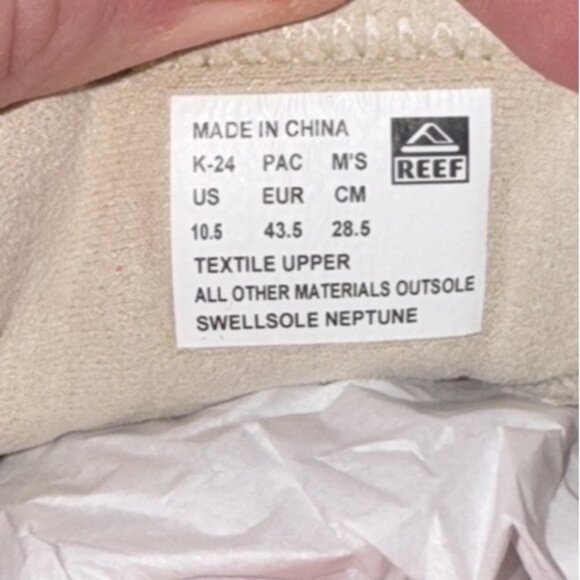 MADE IN CHINA
K-24 PAC M'S
US EUR CM
10.5 43.5 28.5
TEXTILE UPPER
ALL OTHER MATERIALS OUTSOLE
SWELLSOLE NEPTUNE
REEF